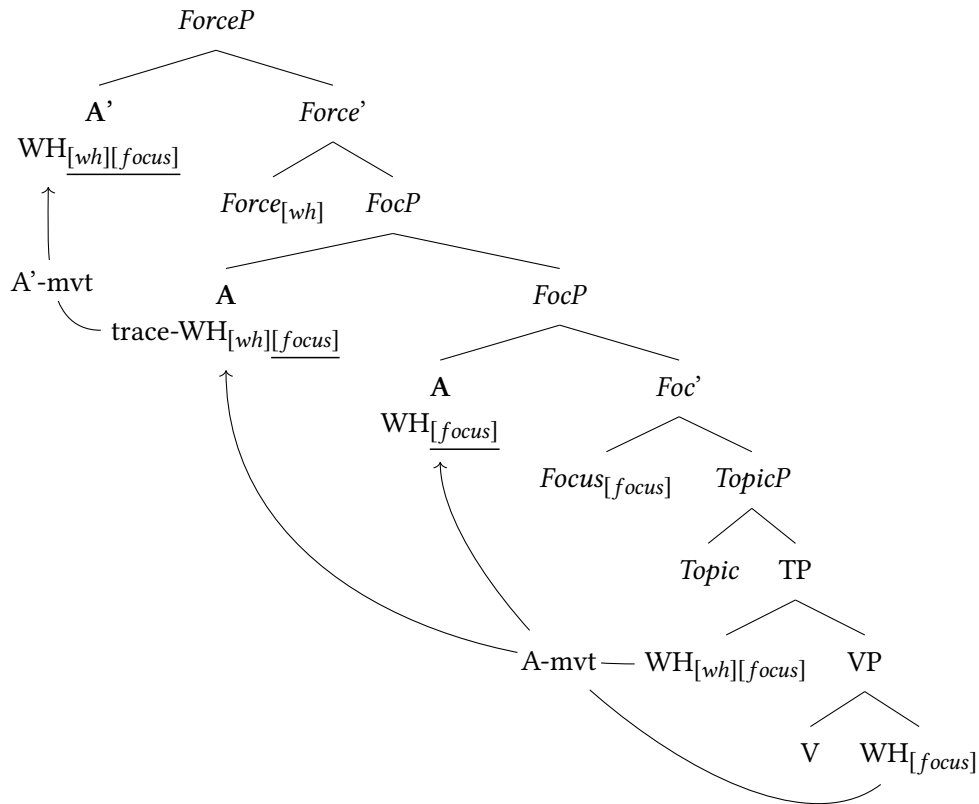 ForceP
A’
Force’
WH[wh][focus]
Force[wh]
FocP
A’-mvt
A
FocP
trace-WH[wh][focus]
A
Foc’
WH[focus]
Focus[focus]
TopicP
Topic
TP
A-mvt
WH[wh][focus]
VP
V
WH[focus]